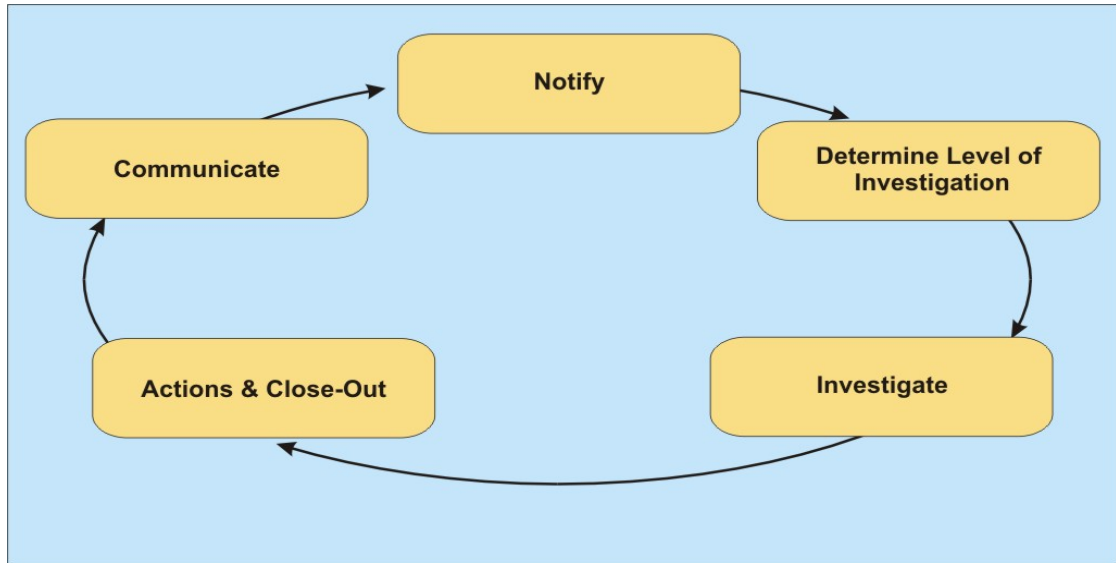 Notify
Determine Level of
Investigation
Investigate
Actions & Close-Out
Communicate